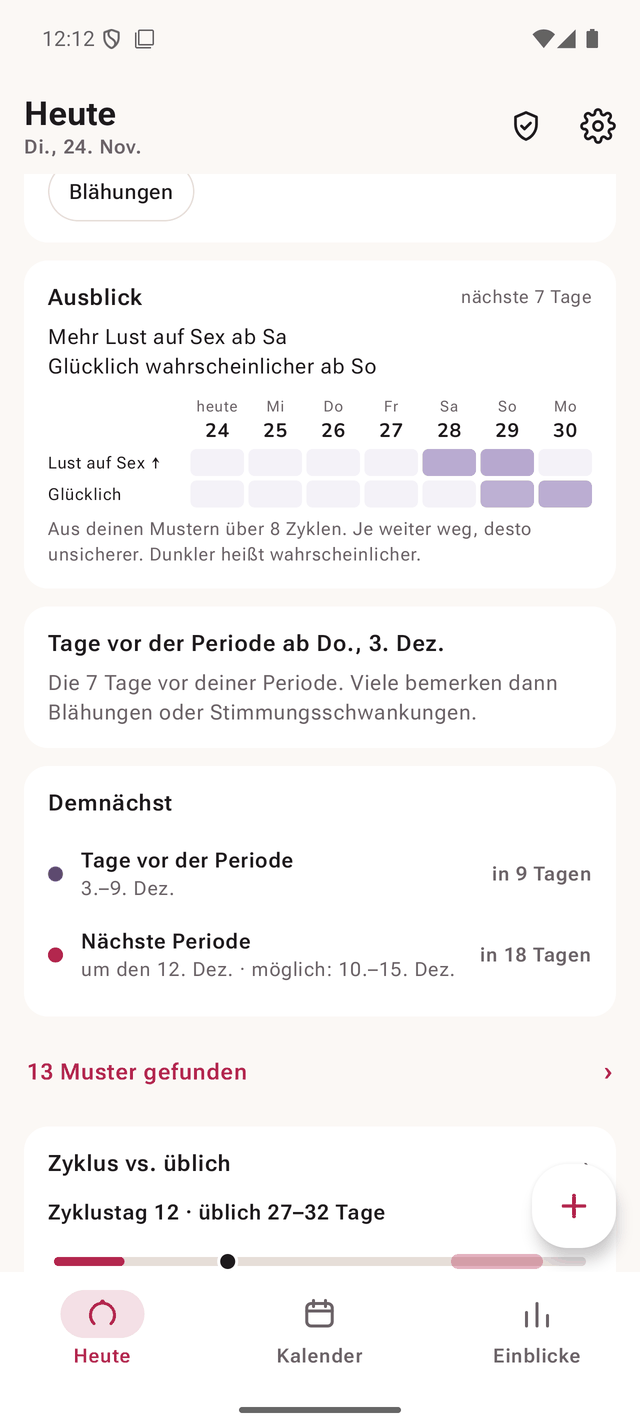 12:12
Heute
Di., 24. Nov.
Blähungen
Ausblick
nächste 7 Tage
Mehr Lust auf Sex ab Sa
Glücklich wahrscheinlicher ab So
heute Mi Do Fr Sa So Mo
24 25 26 27 28 29 30
Lust auf Sex ↑
Glücklich
Aus deinen Mustern über 8 Zyklen. Je weiter weg, desto
unsicherer. Dunkler heißt wahrscheinlicher.
Tage vor der Periode ab Do., 3. Dez.
Die 7 Tage vor deiner Periode. Viele bemerken dann
Blähungen oder Stimmungsschwankungen.
Demnächst
Tage vor der Periode
3.–9. Dez.
in 9 Tagen
Nächste Periode
um den 12. Dez. · möglich: 10.–15. Dez.
in 18 Tagen
13 Muster gefunden ›
Zyklus vs. üblich
Zyklustag 12 · üblich 27–32 Tage
+
Heute
Kalender
Einblicke